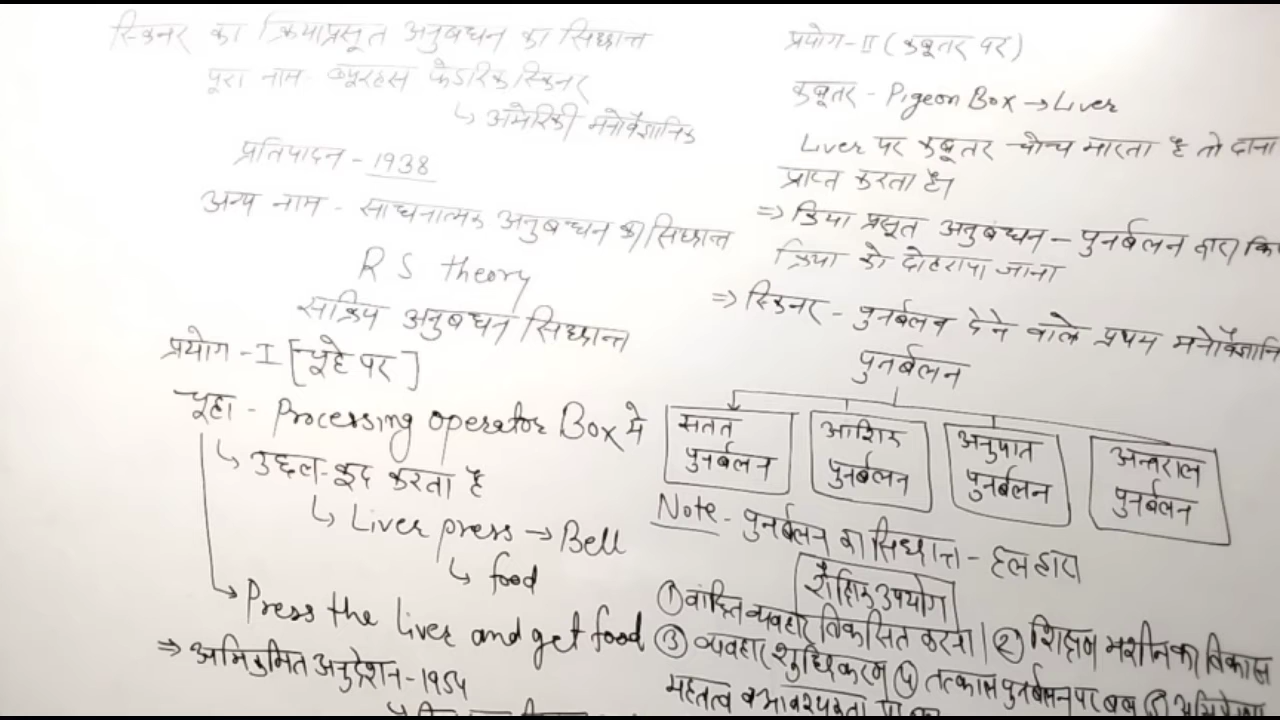 स्किनर का क्रियाप्रसूत अनुबन्धन का सिद्धान्त
पूरा नाम - फ्रेडरिक स्किनर
↳ अमेरिकी मनोवैज्ञानिक
प्रतिपादन - 1938
अन्य नाम - साधनात्मक अनुबन्धन का सिद्धान्त
R S theory
सक्रिय अनुबन्धन सिद्धान्त
प्रयोग - I [चूहे पर]
चूहा - Processing operator Box मे
↳ उछल-कूद करता है
↳ Liver press → Bell
↳ food
↳ Press the liver and get food
⇒ अभिक्रमित अनुदेशन - 1954
प्रयोग - II (कबूतर पर)
कबूतर - Pigeon Box → Liver
Liver पर कबूतर चोन्च मारता है तो दाना
प्राप्त करता है।
⇒ क्रिया प्रसूत अनुबंधन - पुनर्बलन द्वारा कि
क्रिया को दोहराया जाना
⇒ स्किनर - पुनर्बलन देने वाले प्रथम मनोवैज्ञानि
पुनर्बलन
सतत पुनर्बलन
आंशिक पुनर्बलन
अनुपात पुनर्बलन
अन्तराल पुनर्बलन
Note - पुनर्बलन का सिद्धान्त - हल द्वारा
शैक्षिक उपयोग
① वांछित व्यवहार विकसित करना। ② शिक्षण मशीन का विकास
③ व्यवहार शुद्धिकरण ④ तत्काल पुनर्बलन पर बल ⑤
महत्व व आवश्यकता